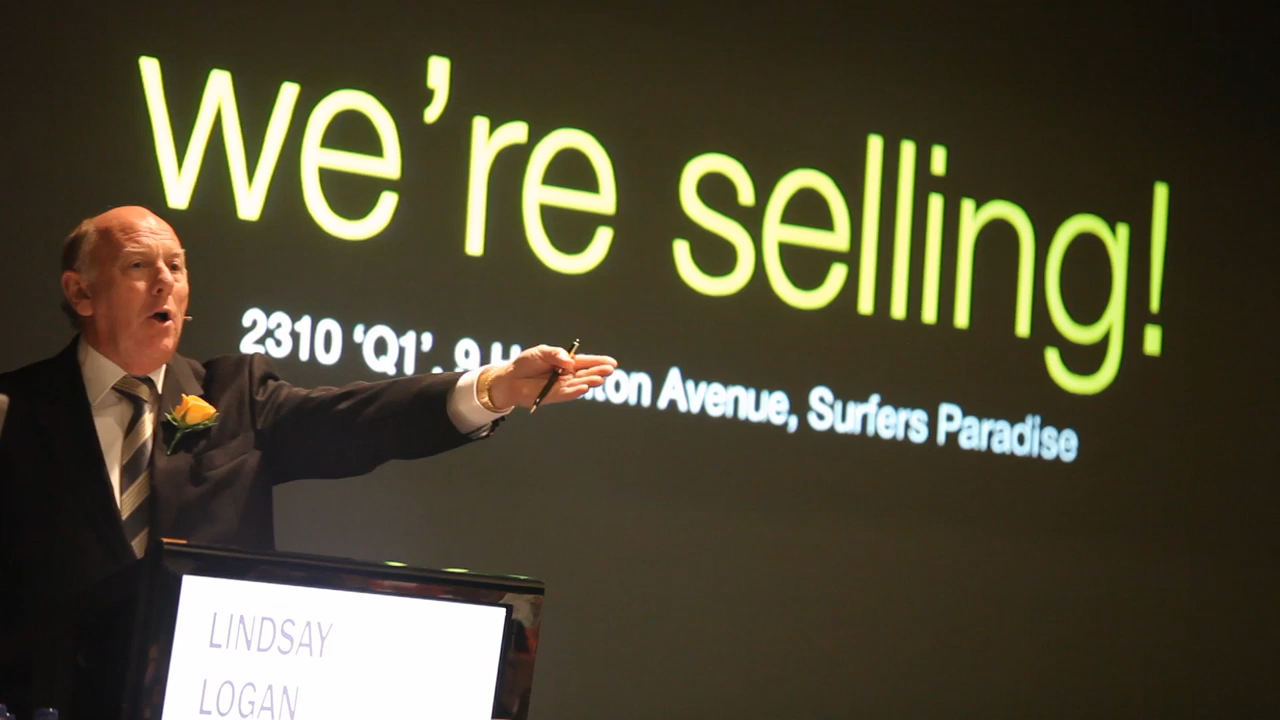 we're selling!
2310 ‘Q1’, 9 Avenue, Surfers Paradise
LINDSAY
LOGAN